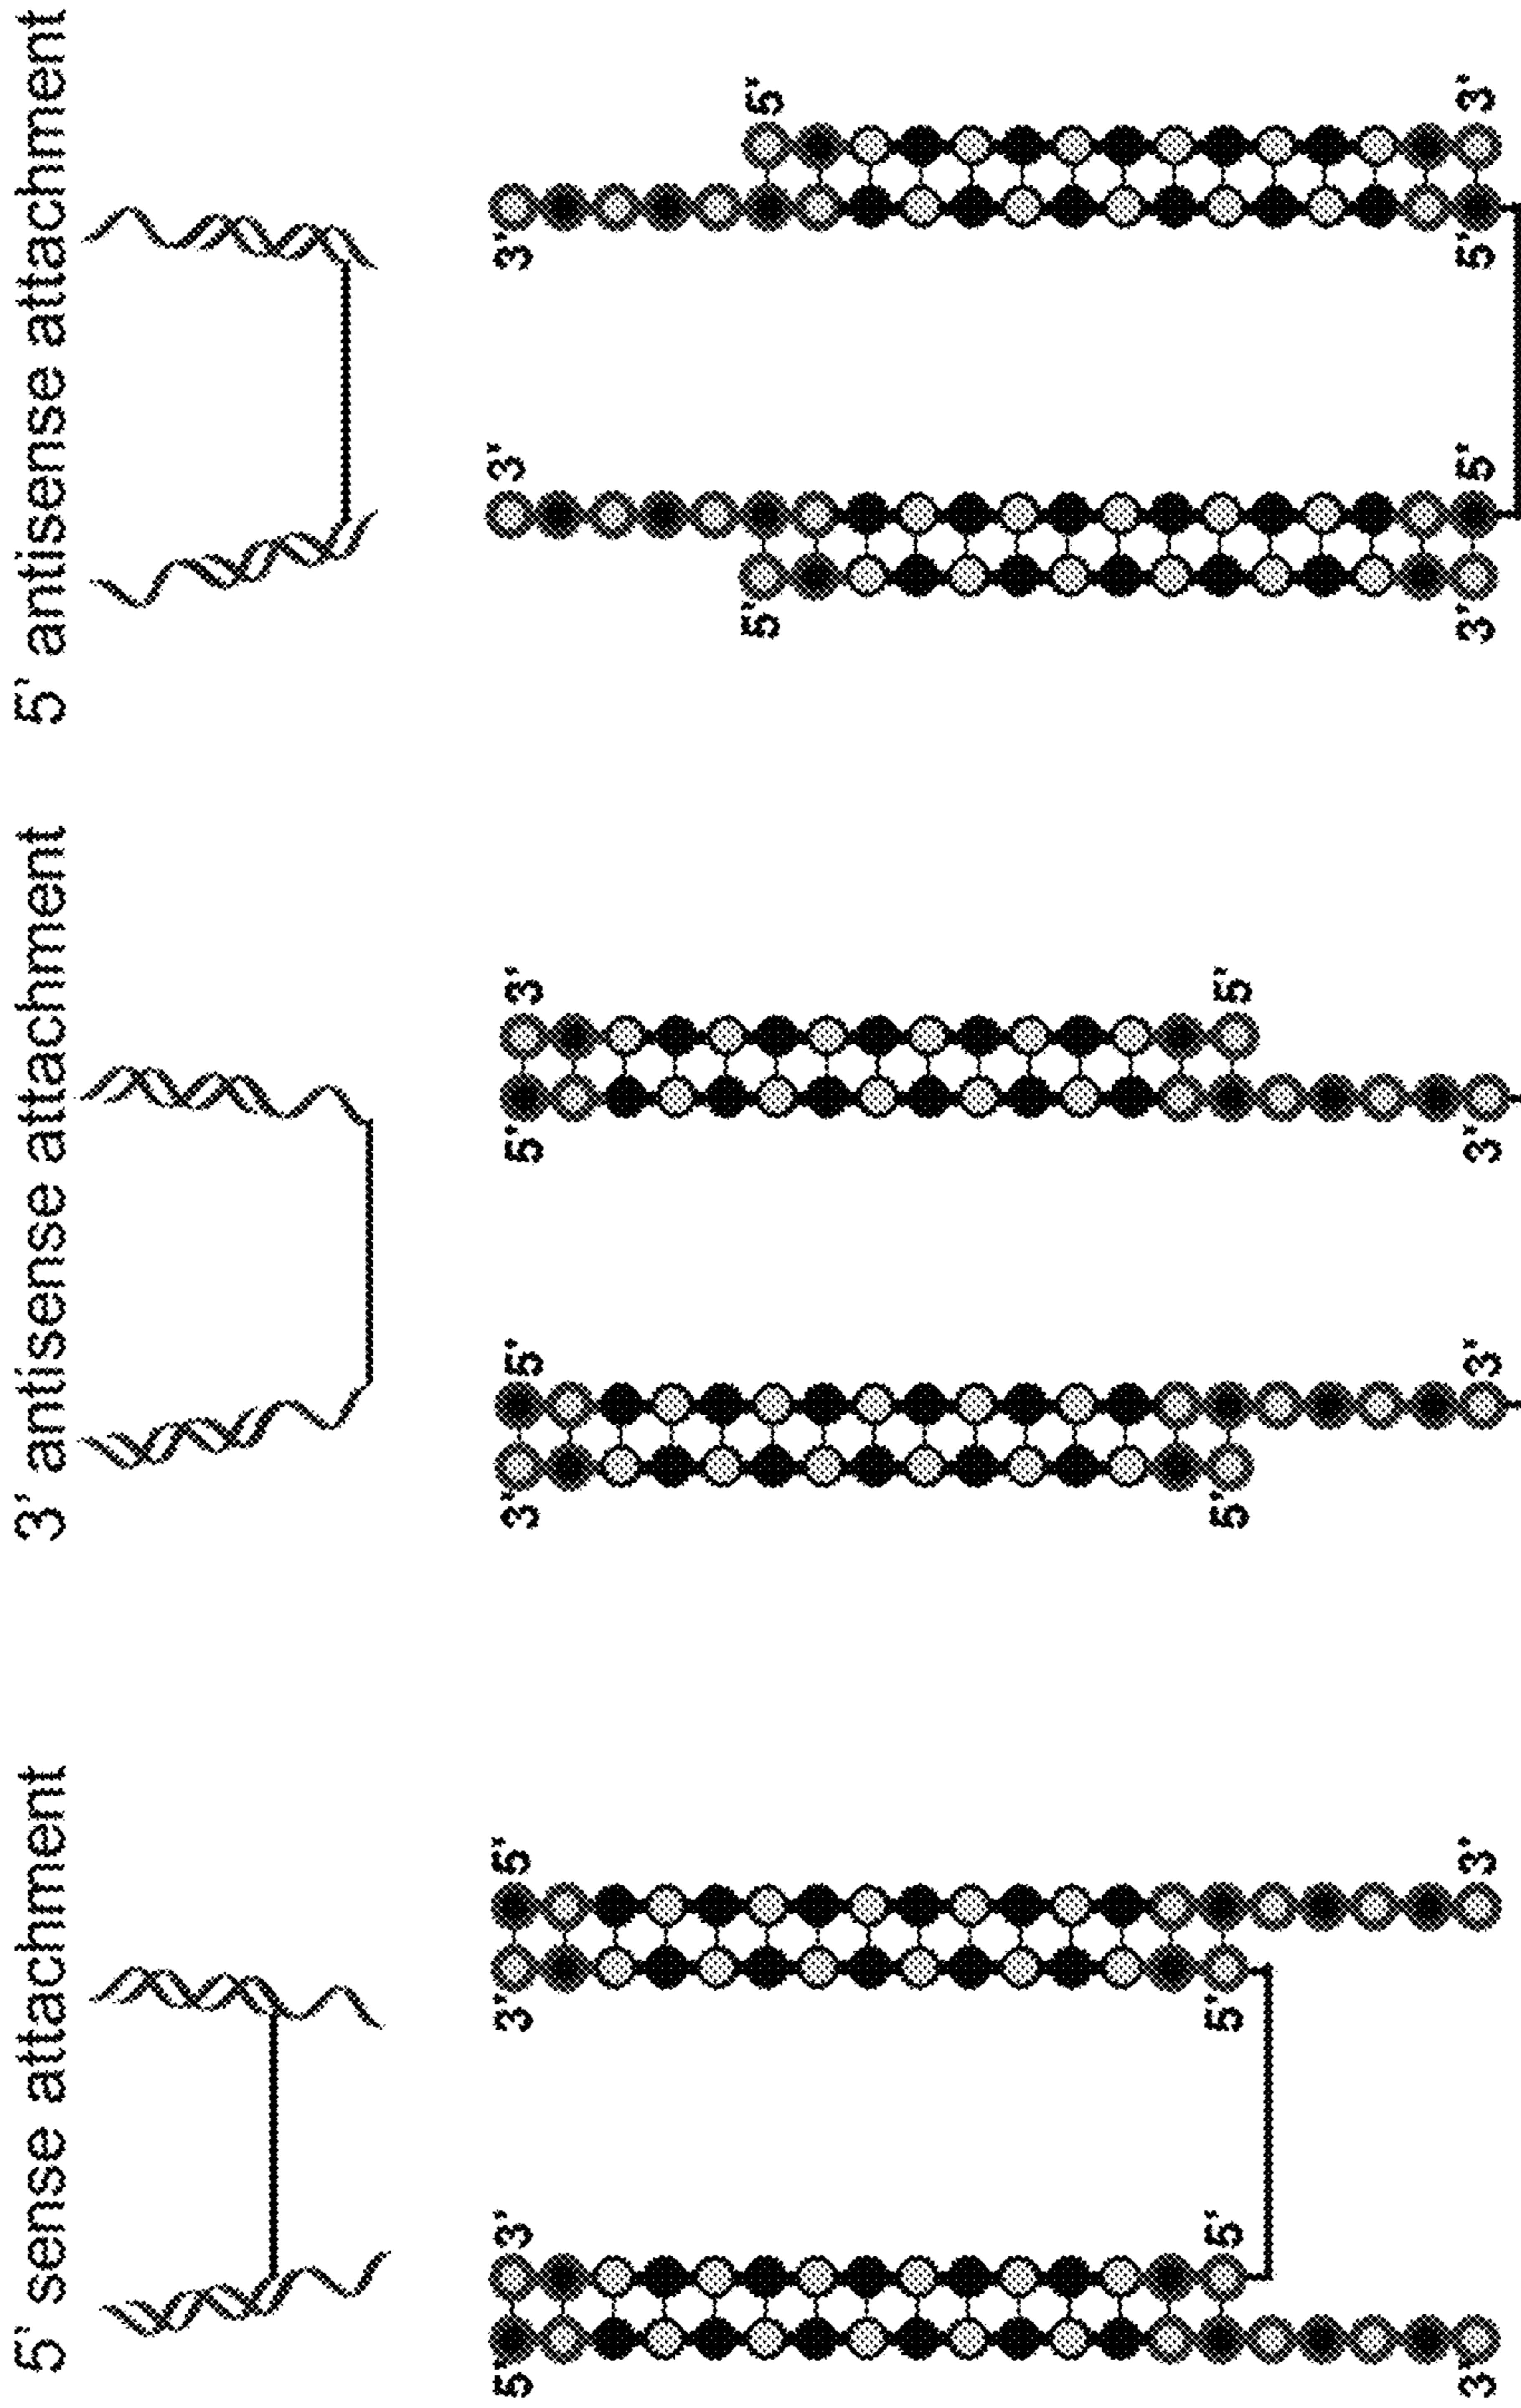 5' sense attachment
5' 3' 3' 5'
5' 5'
3' 3'
3' antisense attachment
3' 5' 5' 3'
5' 5'
3' 3'
5' antisense attachment
3' 3'
5' 5'
3' 5' 5' 3'